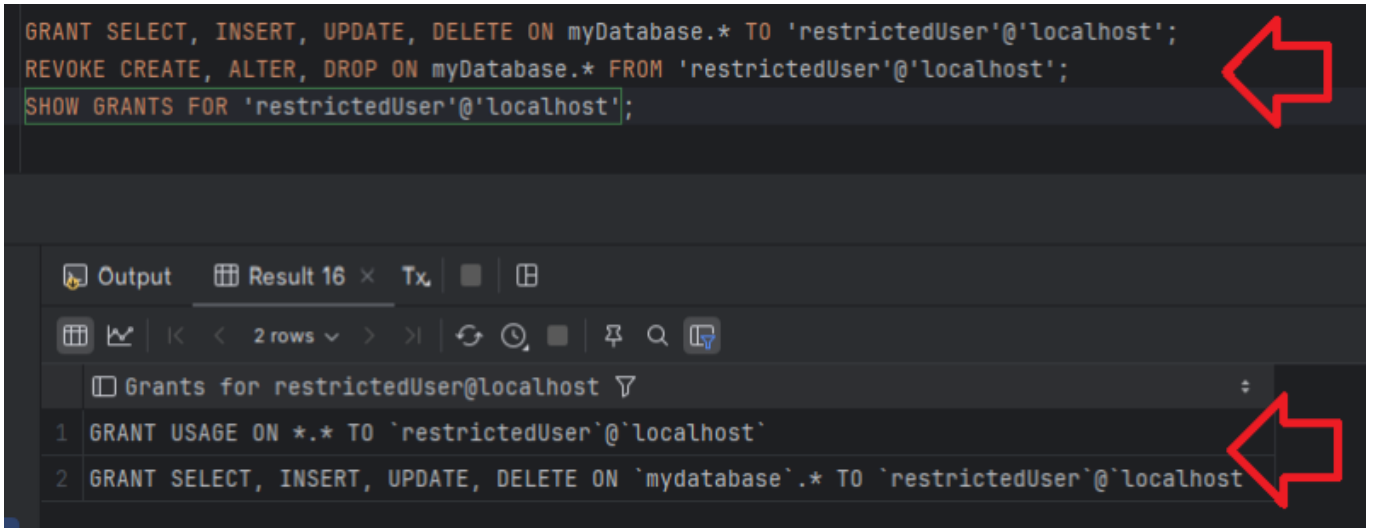 GRANT SELECT, INSERT, UPDATE, DELETE ON myDatabase.* TO 'restrictedUser'@'localhost';
REVOKE CREATE, ALTER, DROP ON myDatabase.* FROM 'restrictedUser'@'localhost';
SHOW GRANTS FOR 'restrictedUser'@'localhost';
Output Result 16 × Tx
2 rows
Grants for restrictedUser@localhost
1 GRANT USAGE ON *.* TO `restrictedUser`@`localhost`
2 GRANT SELECT, INSERT, UPDATE, DELETE ON `mydatabase`.* TO `restrictedUser`@`localhost